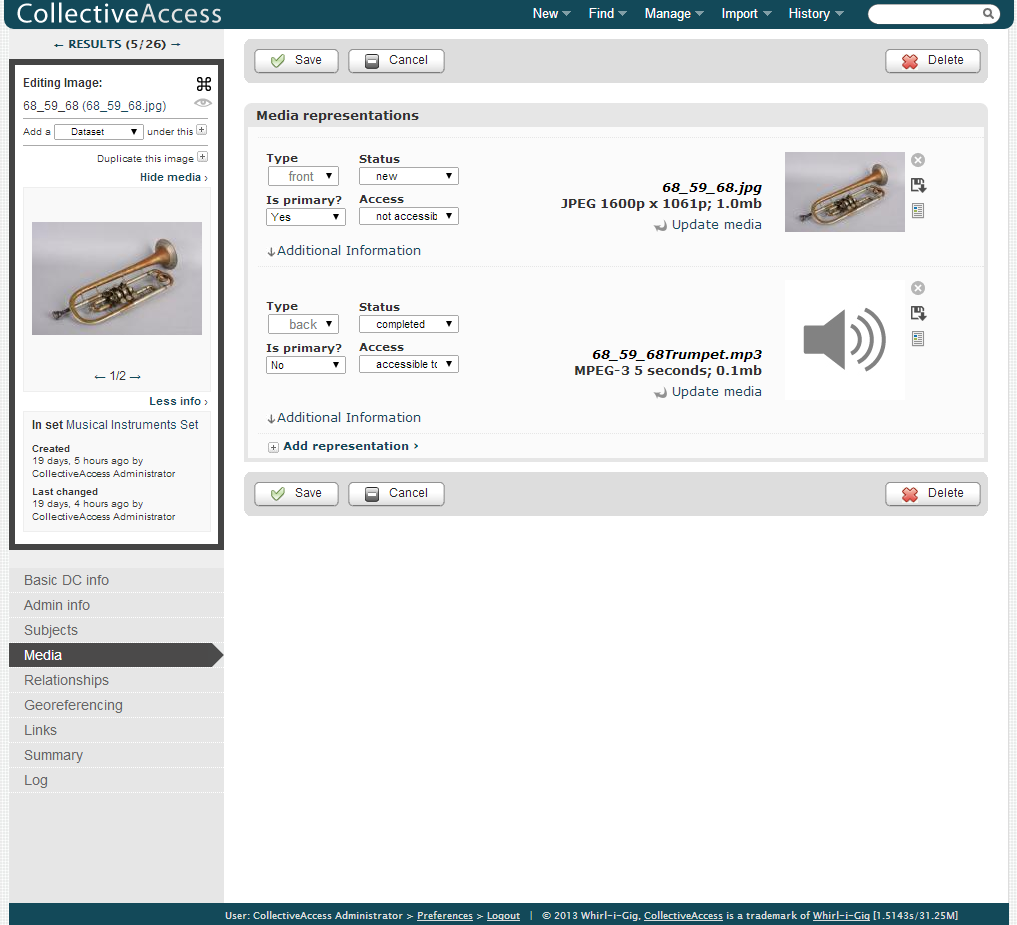 CollectiveAccess
New Find Manage Import History
← RESULTS (5/26) →
Editing Image:
68_59_68 (68_59_68.jpg)
Add a Dataset under this
Duplicate this image
Hide media ›
← 1/2 →
Less info ›
In set Musical Instruments Set
Created
19 days, 5 hours ago by
CollectiveAccess Administrator
Last changed
19 days, 4 hours ago by
CollectiveAccess Administrator
Basic DC info
Admin info
Subjects
Media
Relationships
Georeferencing
Links
Summary
Log
Save Cancel Delete
Media representations
Type Status
front new
Is primary? Access
Yes not accessib
68_59_68.jpg
JPEG 1600p x 1061p; 1.0mb
Update media
↓Additional Information
Type Status
back completed
Is primary? Access
No accessible to
68_59_68Trumpet.mp3
MPEG-3 5 seconds; 0.1mb
Update media
↓Additional Information
Add representation ›
Save Cancel Delete
User: CollectiveAccess Administrator > Preferences > Logout | © 2013 Whirl-i-Gig, CollectiveAccess is a trademark of Whirl-i-Gig [1.5143s/31.25M]